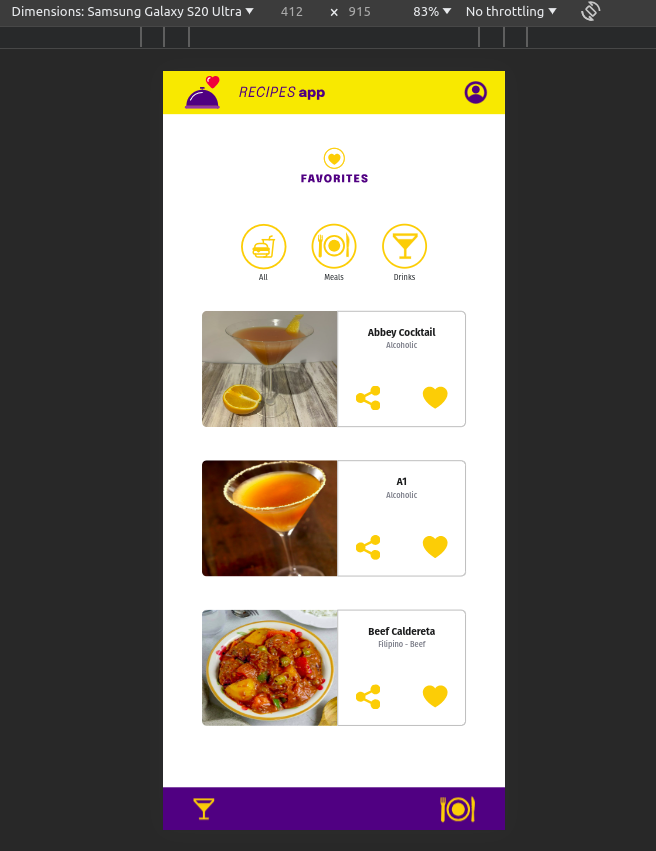 Dimensions: Samsung Galaxy S20 Ultra 412 × 915 83% No throttling
RECIPES app
FAVORITES
All Meals Drinks
Abbey Cocktail
Alcoholic
A1
Alcoholic
Beef Caldereta
Filipino - Beef